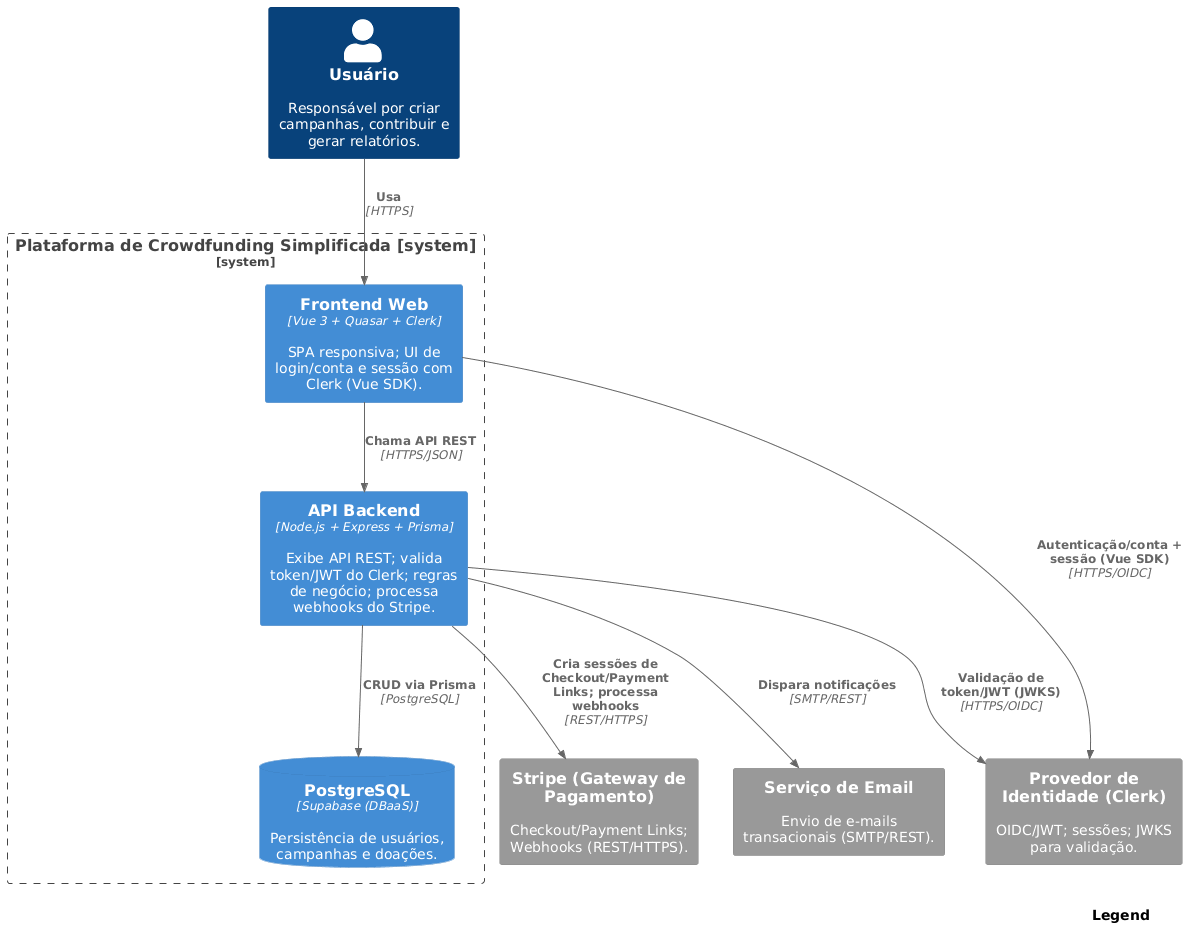 Usuário
Responsável por criar
campanhas, contribuir e
gerar relatórios.
Usa
[HTTPS]
Plataforma de Crowdfunding Simplificada [system]
[system]
Frontend Web
[Vue 3 + Quasar + Clerk]
SPA responsiva; UI de
login/conta e sessão com
Clerk (Vue SDK).
Chama API REST
[HTTPS/JSON]
API Backend
[Node.js + Express + Prisma]
Exibe API REST; valida
token/JWT do Clerk; regras
de negócio; processa
webhooks do Stripe.
Autenticação/conta +
sessão (Vue SDK)
[HTTPS/OIDC]
CRUD via Prisma
[PostgreSQL]
Cria sessões de
Checkout/Payment
Links; processa
webhooks
[REST/HTTPS]
Dispara notificações
[SMTP/REST]
Validação de
token/JWT (JWKS)
[HTTPS/OIDC]
PostgreSQL
[Supabase (DBaaS)]
Persistência de usuários,
campanhas e doações.
Stripe (Gateway de
Pagamento)
Checkout/Payment Links;
Webhooks (REST/HTTPS).
Serviço de Email
Envio de e-mails
transacionais (SMTP/REST).
Provedor de
Identidade (Clerk)
OIDC/JWT; sessões; JWKS
para validação.
Legend